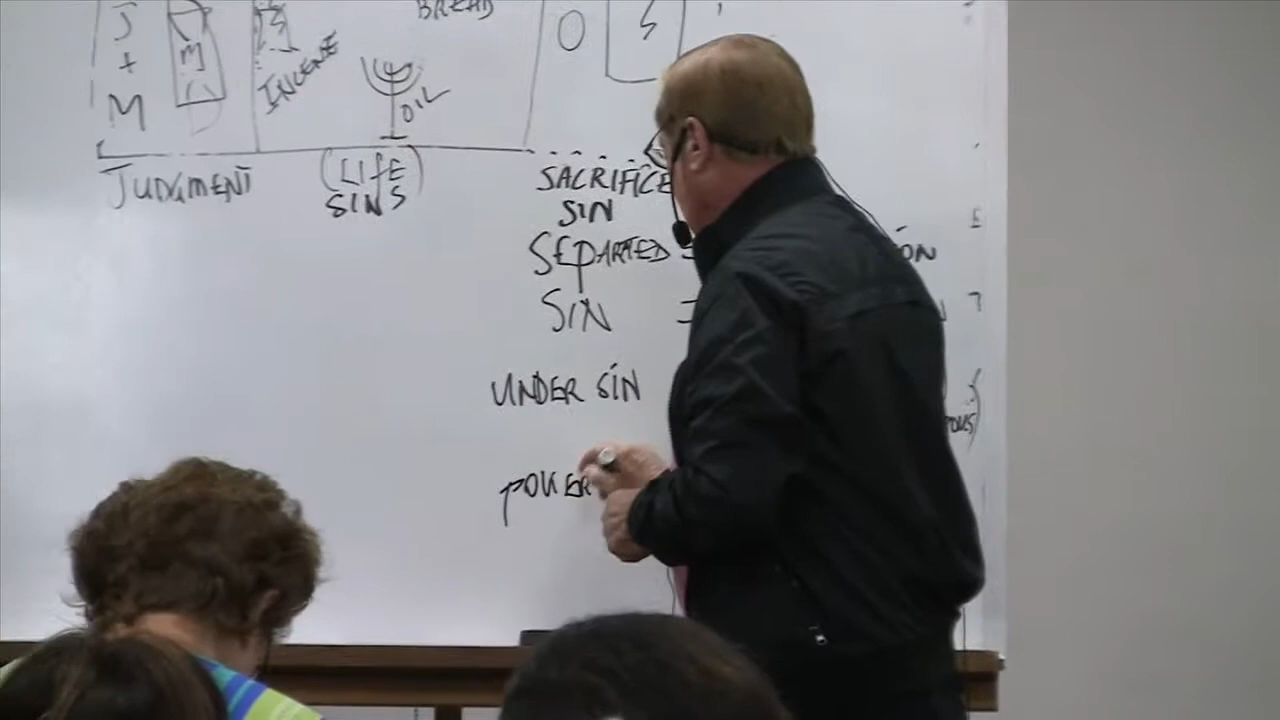 BREAD
J
+
M
INCENSE
OIL
JUDGMENT
(LIFE)
SINS
SACRIFICE
SIN
SEPARATED =
SIN =
UNDER SIN
POWER